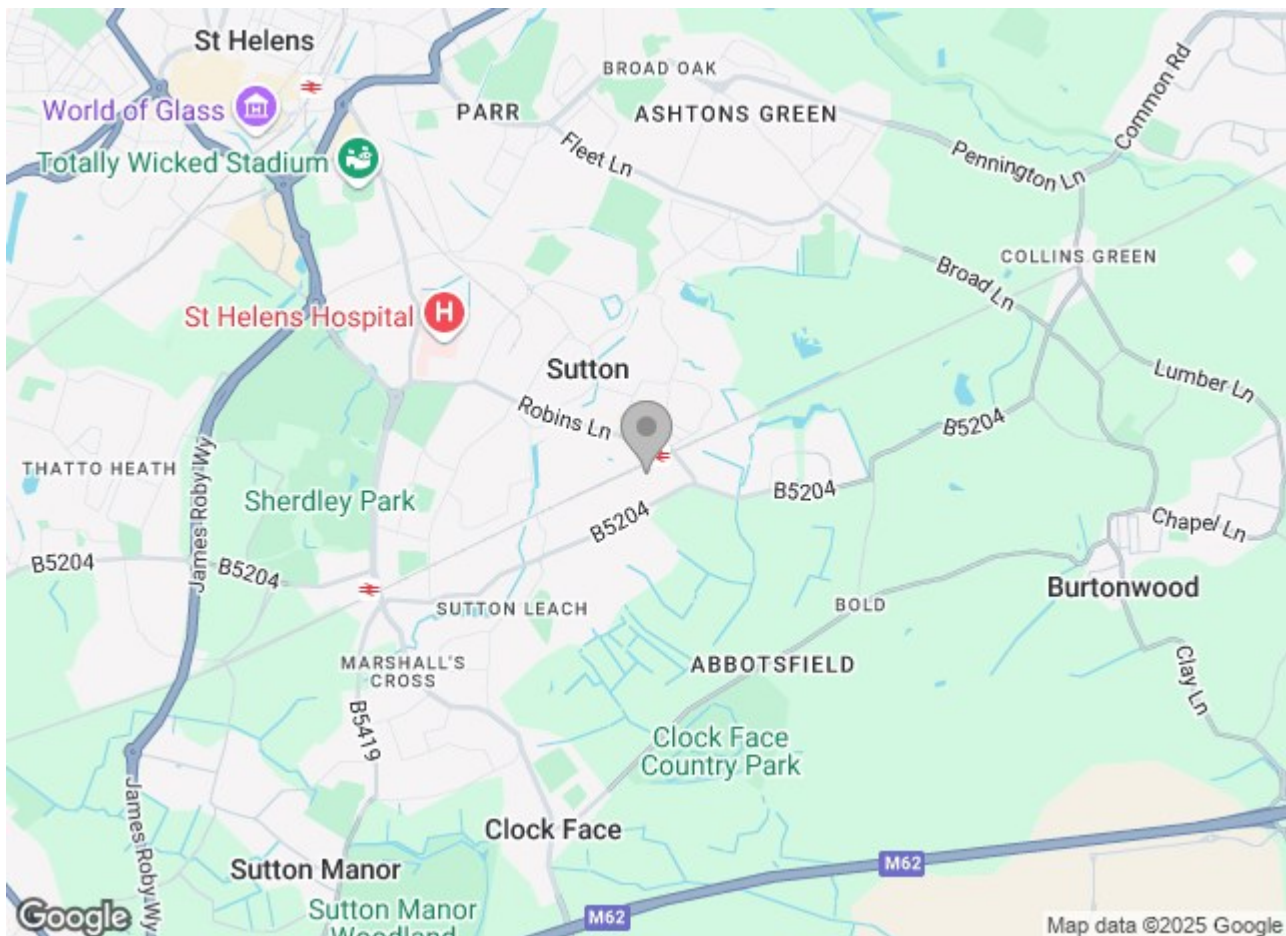 St Helens
BROAD OAK
World of Glass
PARR
ASHTONS GREEN
Common Rd
Totally Wicked Stadium
Fleet Ln
Pennington Ln
COLLINS GREEN
Broad Ln
St Helens Hospital
H
Sutton
Lumber Ln
Robins Ln
B5204
THATTO HEATH
James Roby Wy
Sherdley Park
B5204
B5204
Chapel Ln
B5204
B5204
Burtonwood
SUTTON LEACH
BOLD
MARSHALL'S
CROSS
ABBOTSFIELD
Clay Ln
B5419
Clock Face
Country Park
James Roby Wy
Clock Face
M62
Sutton Manor
Sutton Manor
Woodland
M62
Google
Map data ©2025 Google